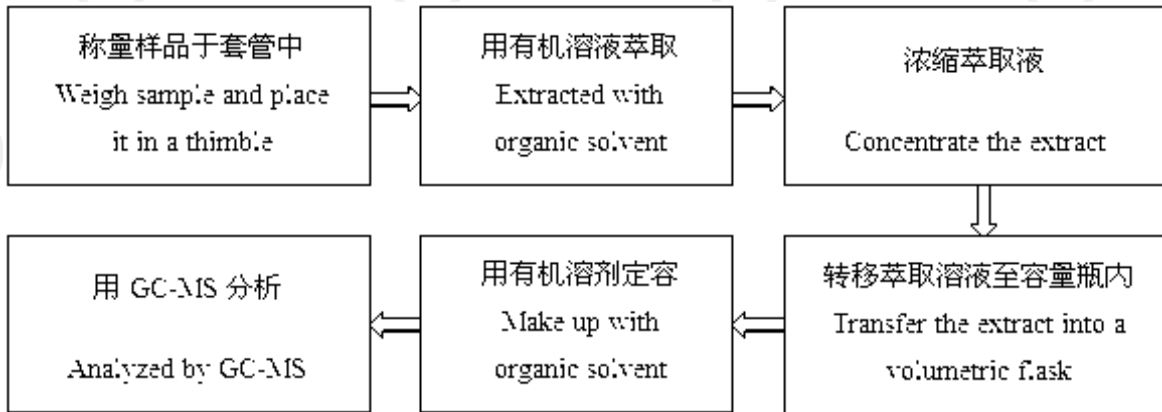 称量样品于套管中
Weigh sample and place
it in a thimble
用有机溶液萃取
Extracted with
organic solvent
浓缩萃取液
Concentrate the extract
转移萃取溶液至容量瓶内
Transfer the extract into a
volumetric flask
用有机溶剂定容
Make up with
organic solvent
用 GC-MS 分析
Analyzed by GC-MS